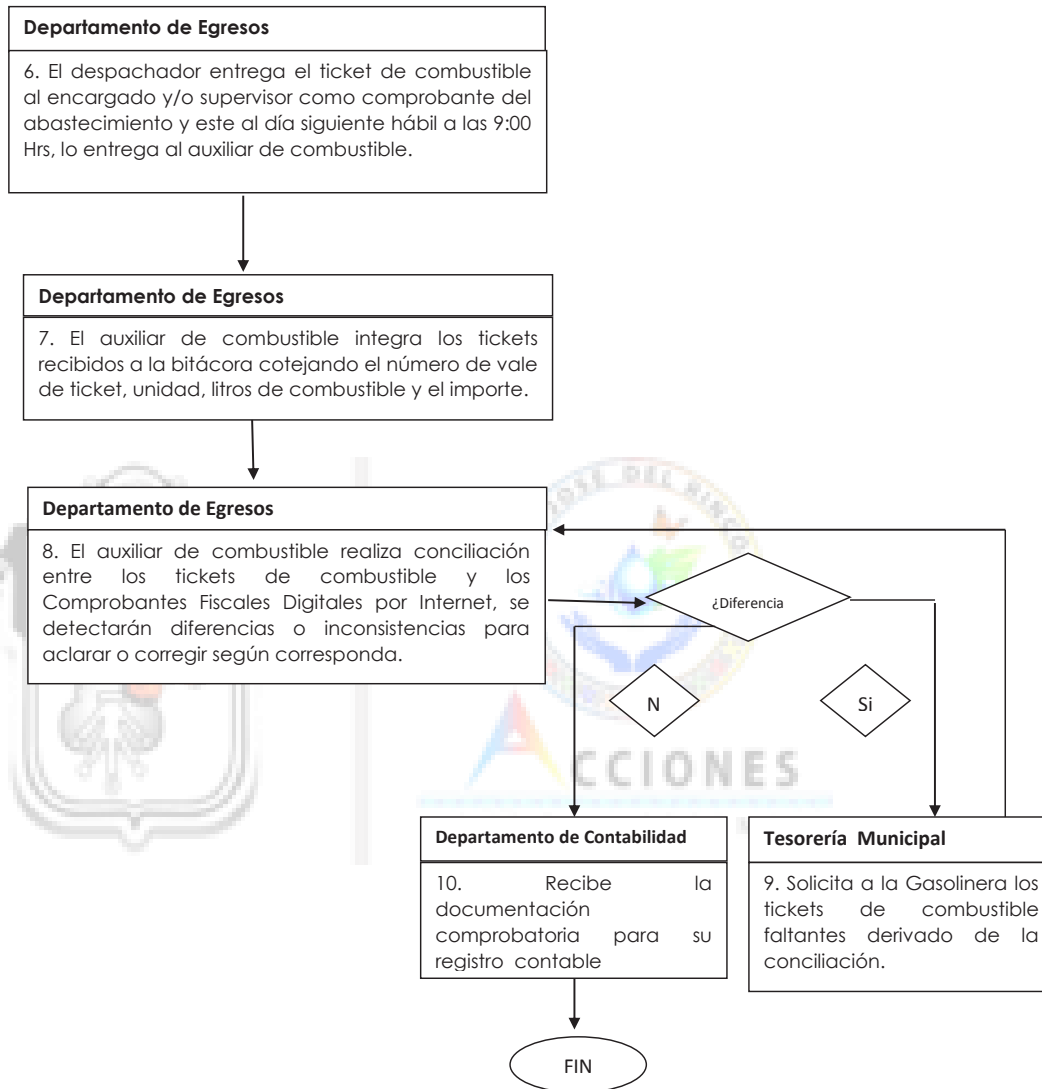 Departamento de Egresos
6. El despachador entrega el ticket de combustible
al encargado y/o supervisor como comprobante del
abastecimiento y este al día siguiente hábil a las 9:00
Hrs, lo entrega al auxiliar de combustible.
Departamento de Egresos
7. El auxiliar de combustible integra los tickets
recibidos a la bitácora cotejando el número de vale
de ticket, unidad, litros de combustible y el importe.
Departamento de Egresos
8. El auxiliar de combustible realiza conciliación
entre los tickets de combustible y los
Comprobantes Fiscales Digitales por Internet, se
detectarán diferencias o inconsistencias para
aclarar o corregir según corresponda.
JOSE DEL RINCO
¿Diferencia
N
Si
ACCIONES
Departamento de Contabilidad
10. Recibe la
documentación
comprobatoria para su
registro contable
Tesorería Municipal
9. Solicita a la Gasolinera los
tickets de combustible
faltantes derivado de la
conciliación.
FIN